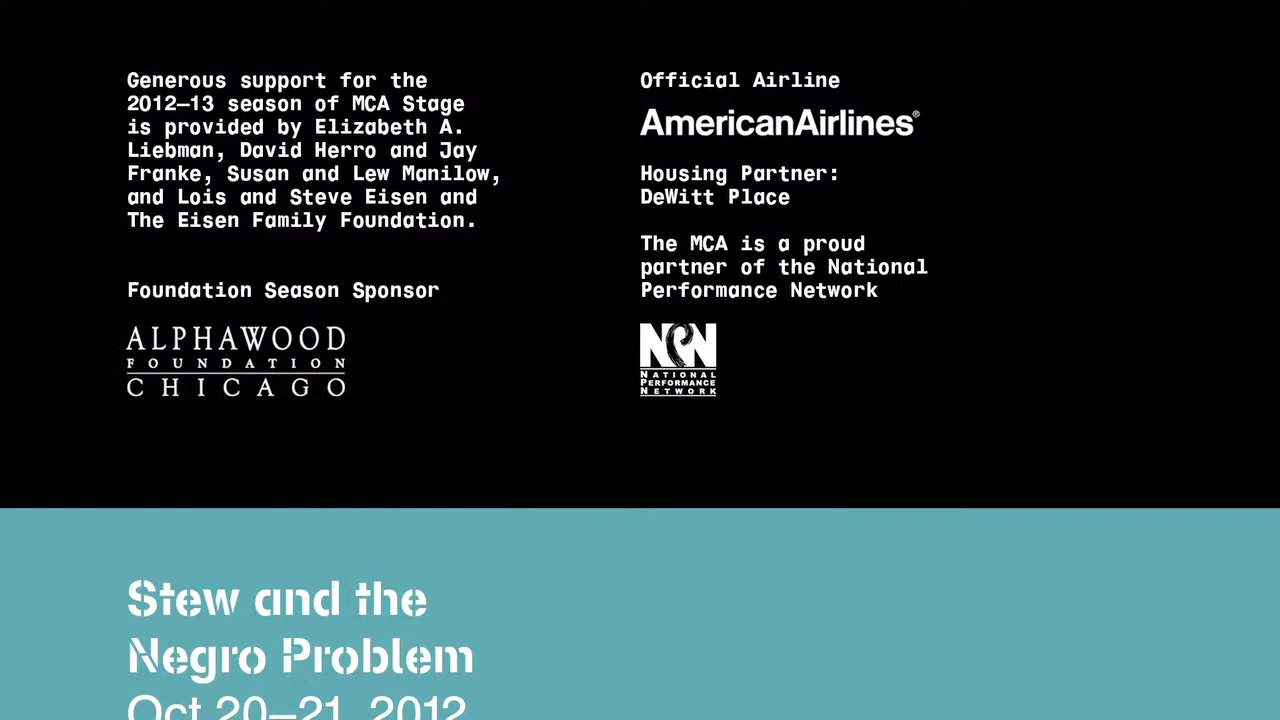 Generous support for the
2012–13 season of MCA Stage
is provided by Elizabeth A.
Liebman, David Herro and Jay
Franke, Susan and Lew Manilow,
and Lois and Steve Eisen and
The Eisen Family Foundation.
Foundation Season Sponsor
ALPHAWOOD
FOUNDATION
CHICAGO
Official Airline
AmericanAirlines®
Housing Partner:
DeWitt Place
The MCA is a proud
partner of the National
Performance Network
NPN
NATIONAL
PERFORMANCE
NETWORK
Stew and the
Negro Problem
Oct 20–21, 2012